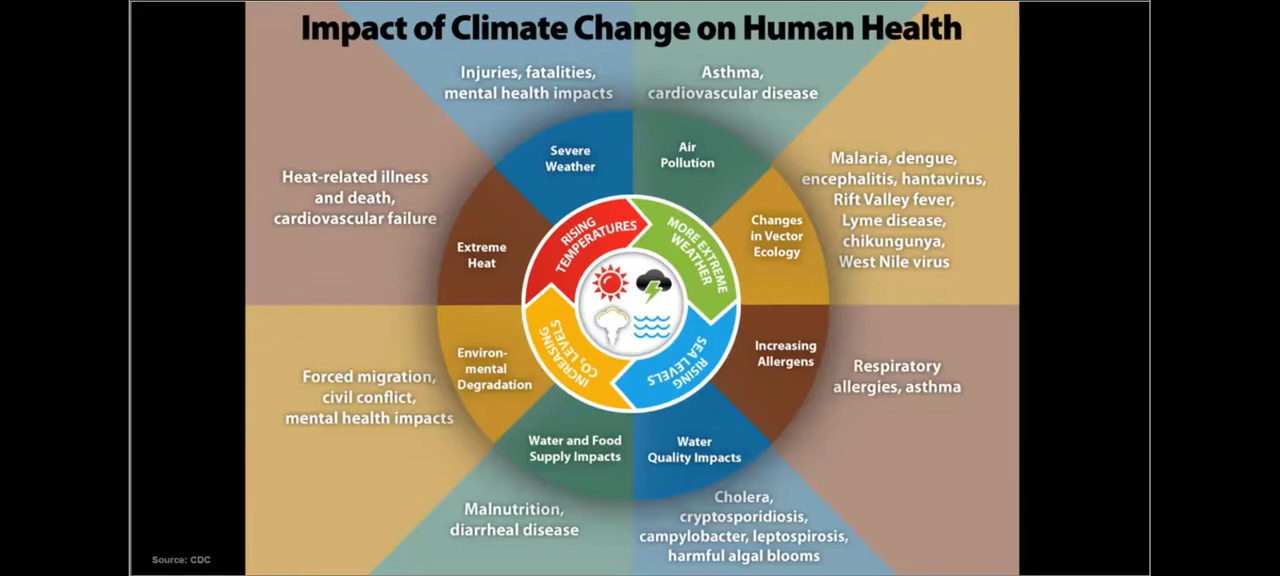 Impact of Climate Change on Human Health
Injuries, fatalities,
mental health impacts
Asthma,
cardiovascular disease
Severe
Weather
Air
Pollution
Heat-related illness
and death,
cardiovascular failure
Extreme
Heat
Changes
in Vector
Ecology
Malaria, dengue,
encephalitis, hantavirus,
Rift Valley fever,
Lyme disease,
chikungunya,
West Nile virus
RISING
TEMPERATURES
MORE EXTREME
WEATHER
INCREASING
CO₂ LEVELS
RISING
SEA LEVELS
Forced migration,
civil conflict,
mental health impacts
Environ-
mental
Degradation
Increasing
Allergens
Respiratory
allergies, asthma
Water and Food
Supply Impacts
Water
Quality Impacts
Malnutrition,
diarrheal disease
Cholera,
cryptosporidiosis,
campylobacter, leptospirosis,
harmful algal blooms
Source: CDC